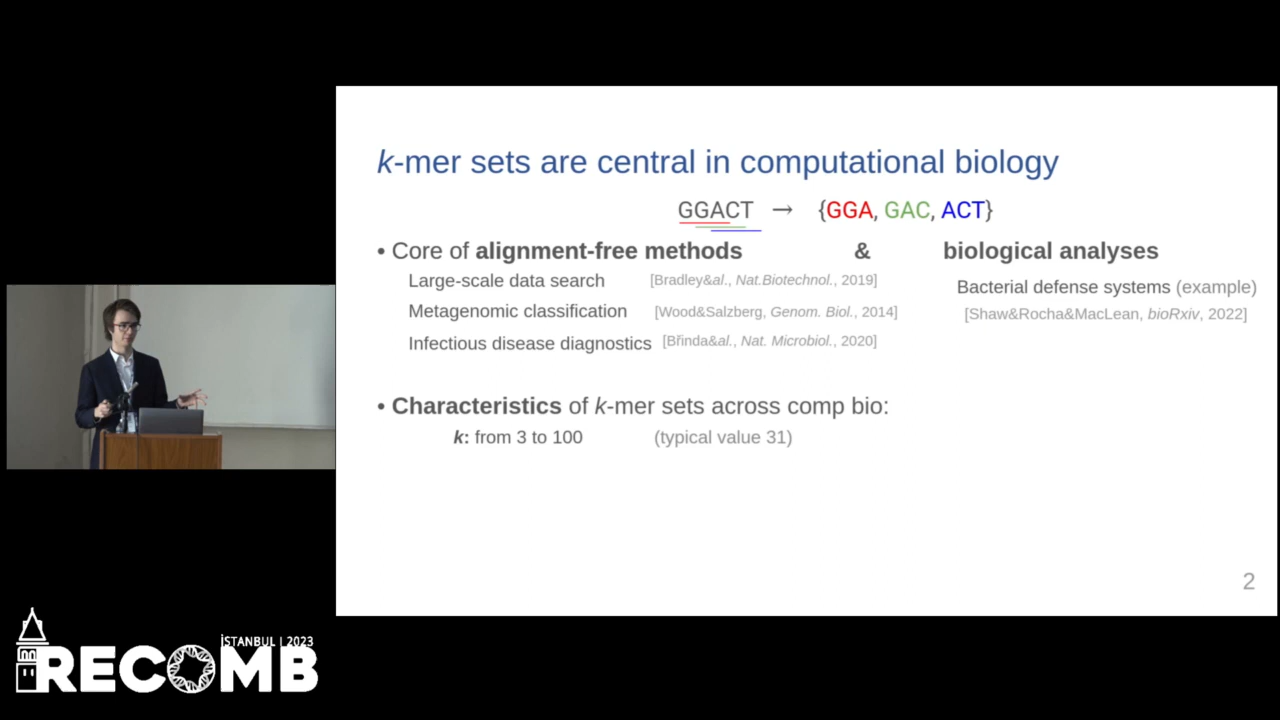 k-mer sets are central in computational biology
GGACT → {GGA, GAC, ACT}
• Core of alignment-free methods & biological analyses
Large-scale data search [Bradley&al., Nat.Biotechnol., 2019]
Bacterial defense systems (example)
Metagenomic classification [Wood&Salzberg, Genom. Biol., 2014]
[Shaw&Rocha&MacLean, bioRxiv, 2022]
Infectious disease diagnostics [Břinda&al., Nat. Microbiol., 2020]
• Characteristics of k-mer sets across comp bio:
k: from 3 to 100 (typical value 31)
2
İSTANBUL | 2023
RECOMB